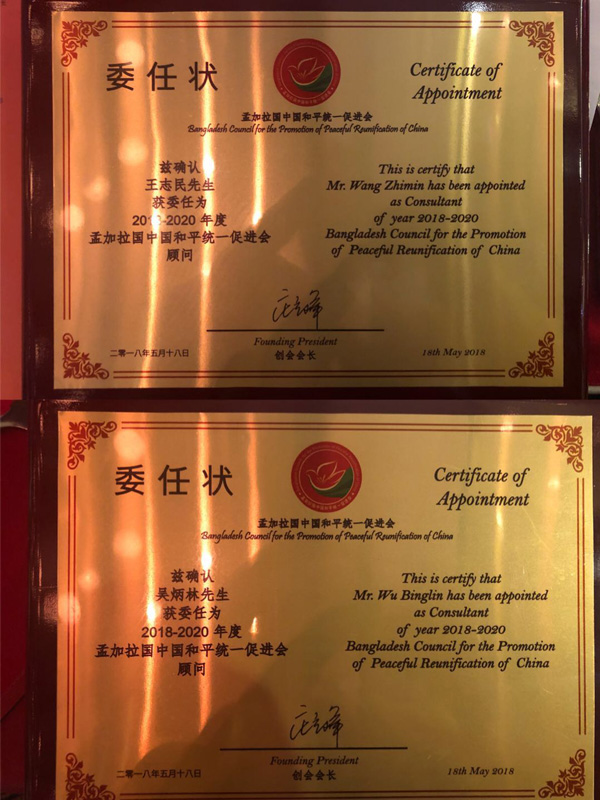 委任状
Certificate of
Appointment
孟加拉国中国和平统一促进会
Bangladesh Council for the Promotion of Peaceful Reunification of China
兹确认
王志民先生
获委任为
2018-2020 年度
孟加拉国中国和平统一促进会
顾问
This is certify that
Mr. Wang Zhimin has been appointed
as Consultant
of year 2018-2020
Bangladesh Council for the Promotion
of Peaceful Reunification of China
Founding President
创会会长
二零一八年五月十八日
18th May 2018
委任状
Certificate of
Appointment
孟加拉国中国和平统一促进会
Bangladesh Council for the Promotion of Peaceful Reunification of China
兹确认
吴炳林先生
获委任为
2018-2020 年度
孟加拉国中国和平统一促进会
顾问
This is certify that
Mr. Wu Binglin has been appointed
as Consultant
of year 2018-2020
Bangladesh Council for the Promotion
of Peaceful Reunification of China
Founding President
创会会长
二零一八年五月十八日
18th May 2018